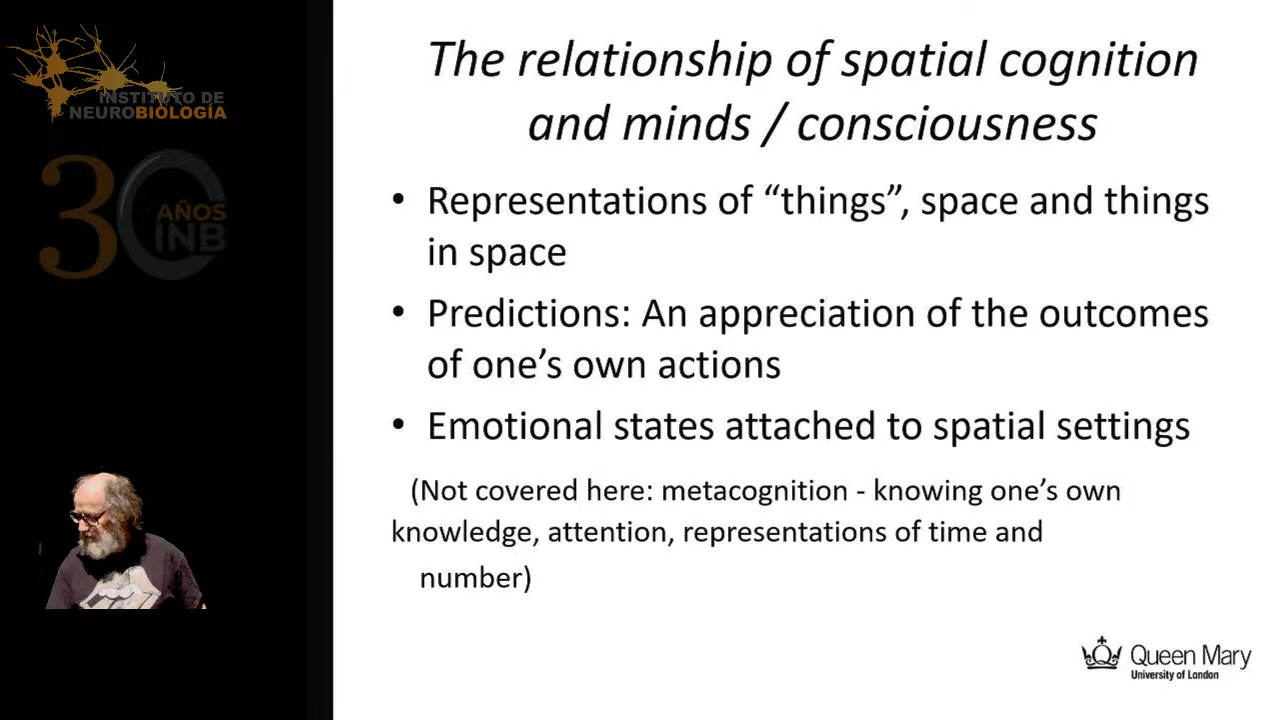 INSTITUTO DE
NEUROBIOLOGÍA
30
AÑOS
INB
The relationship of spatial cognition
and minds / consciousness
• Representations of “things”, space and things
in space
• Predictions: An appreciation of the outcomes
of one’s own actions
• Emotional states attached to spatial settings
(Not covered here: metacognition - knowing one’s own
knowledge, attention, representations of time and
number)
Queen Mary
University of London